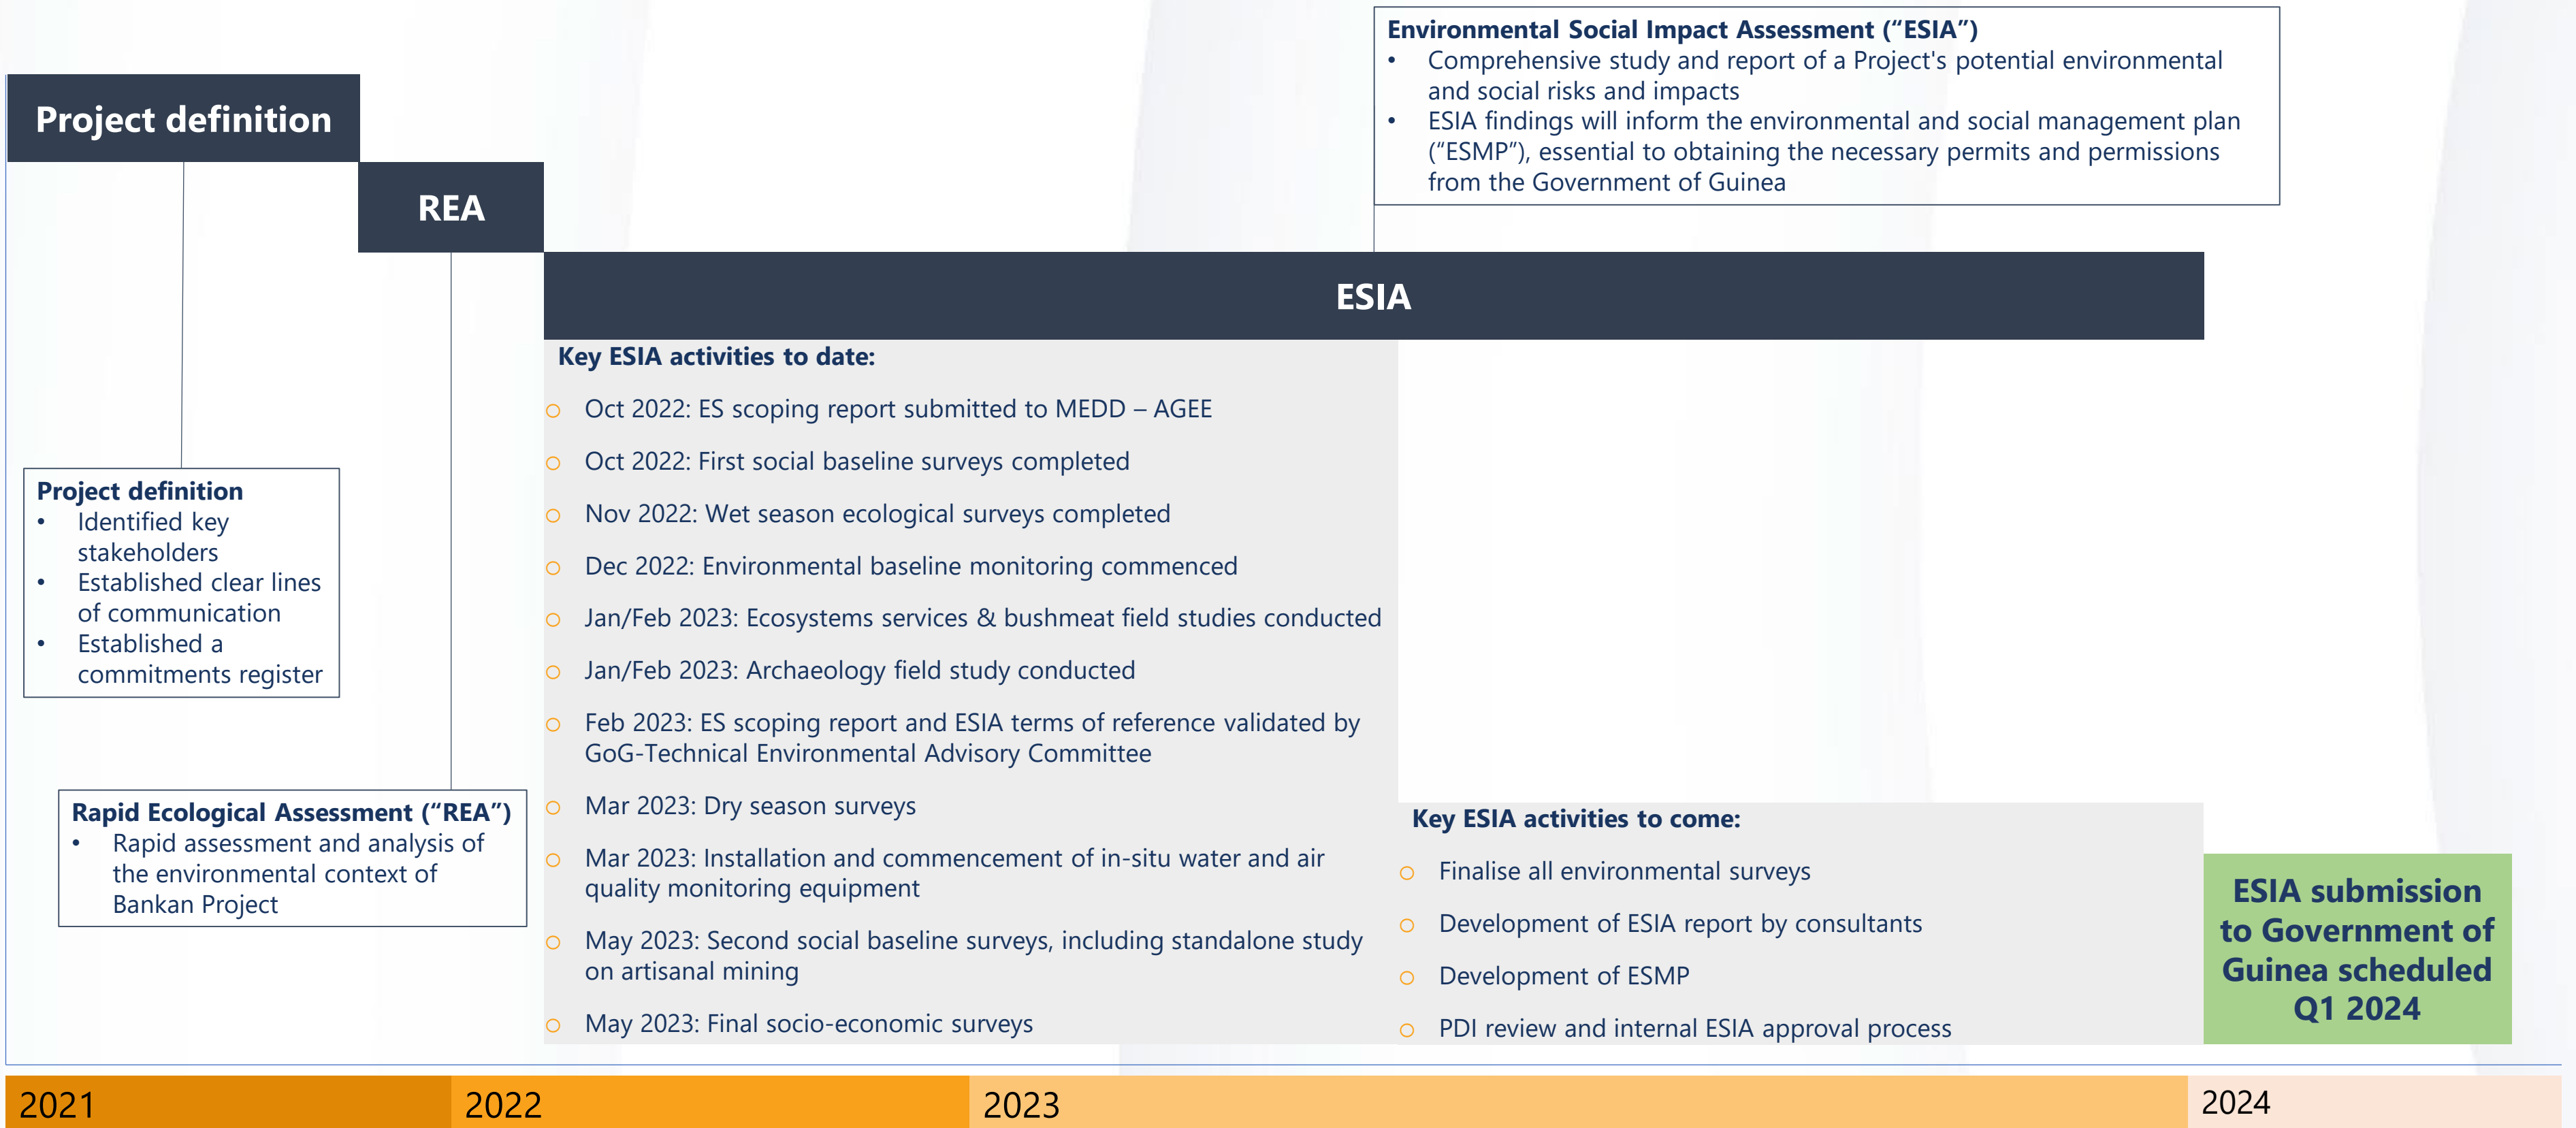 Environmental Social Impact Assessment (“ESIA”)
• Comprehensive study and report of a Project's potential environmental
and social risks and impacts
• ESIA findings will inform the environmental and social management plan
(“ESMP”), essential to obtaining the necessary permits and permissions
from the Government of Guinea
Project definition
REA
ESIA
Project definition
• Identified key
stakeholders
• Established clear lines
of communication
• Established a
commitments register
Rapid Ecological Assessment (“REA”)
• Rapid assessment and analysis of
the environmental context of
Bankan Project
Key ESIA activities to date:
o Oct 2022: ES scoping report submitted to MEDD – AGEE
o Oct 2022: First social baseline surveys completed
o Nov 2022: Wet season ecological surveys completed
o Dec 2022: Environmental baseline monitoring commenced
o Jan/Feb 2023: Ecosystems services & bushmeat field studies conducted
o Jan/Feb 2023: Archaeology field study conducted
o Feb 2023: ES scoping report and ESIA terms of reference validated by
GoG-Technical Environmental Advisory Committee
o Mar 2023: Dry season surveys
o Mar 2023: Installation and commencement of in-situ water and air
quality monitoring equipment
o May 2023: Second social baseline surveys, including standalone study
on artisanal mining
o May 2023: Final socio-economic surveys
Key ESIA activities to come:
o Finalise all environmental surveys
o Development of ESIA report by consultants
o Development of ESMP
o PDI review and internal ESIA approval process
ESIA submission
to Government of
Guinea scheduled
Q1 2024
2021
2022
2023
2024